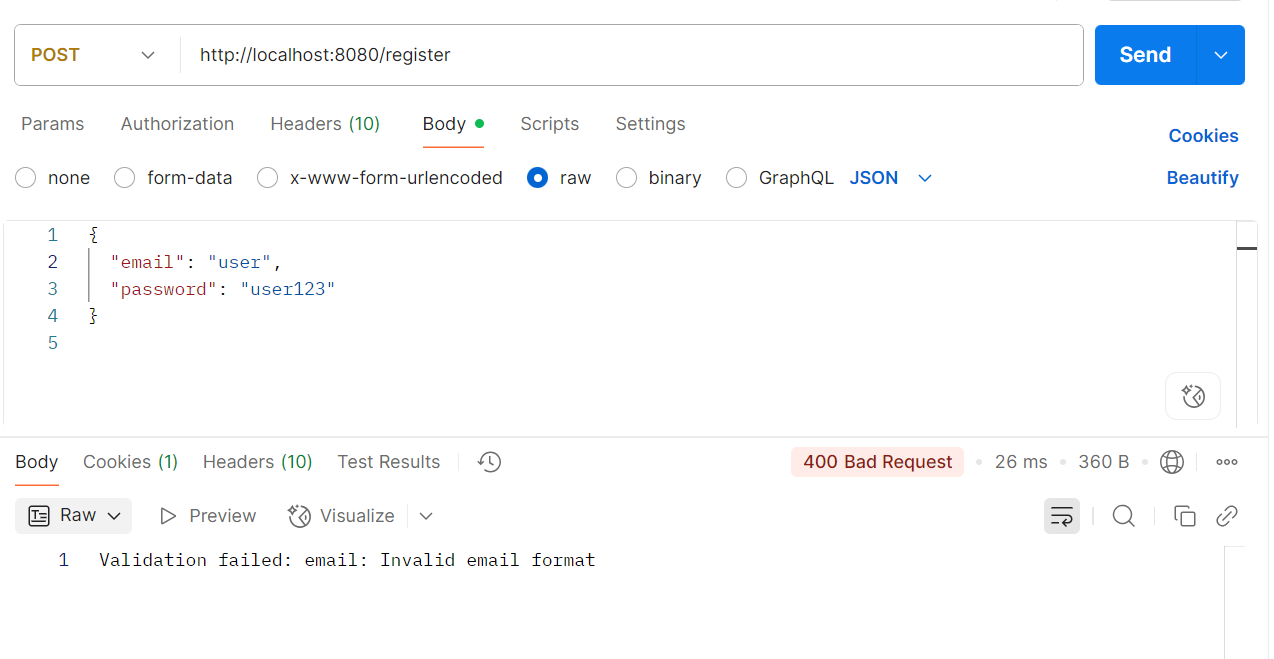 POST http://localhost:8080/register Send
Params Authorization Headers (10) Body Scripts Settings Cookies
none form-data x-www-form-urlencoded raw binary GraphQL JSON Beautify
1 {
2 "email": "user",
3 "password": "user123"
4 }
5
Body Cookies (1) Headers (10) Test Results 400 Bad Request 26 ms 360 B
Raw Preview Visualize
1 Validation failed: email: Invalid email format